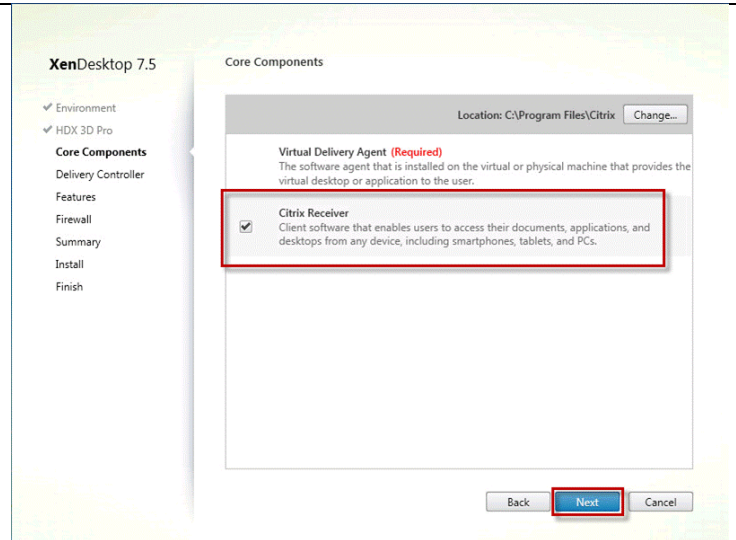 XenDesktop 7.5
Core Components
Environment
HDX 3D Pro
Core Components
Delivery Controller
Features
Firewall
Summary
Install
Finish
Location: C:\Program Files\Citrix
Change...
Virtual Delivery Agent (Required)
The software agent that is installed on the virtual or physical machine that provides the
virtual desktop or application to the user.
Citrix Receiver
Client software that enables users to access their documents, applications, and
desktops from any device, including smartphones, tablets, and PCs.
Back
Next
Cancel